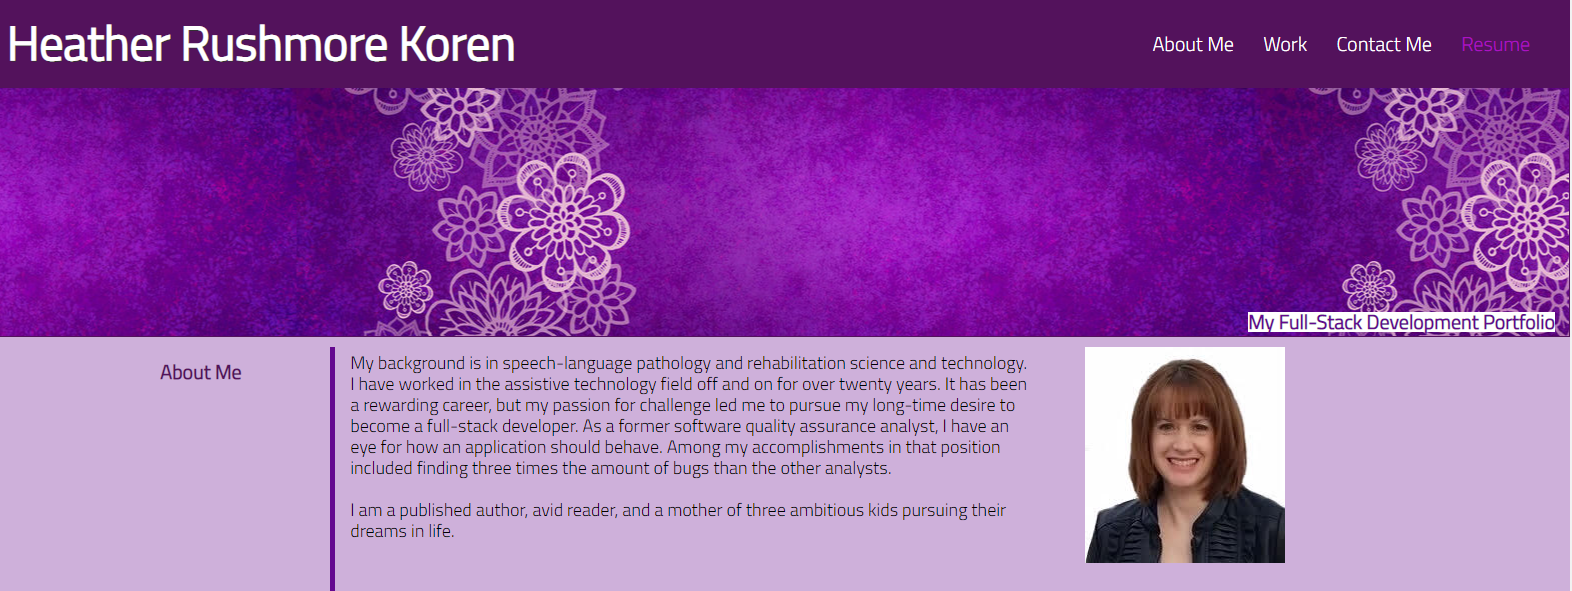 Heather Rushmore Koren
About Me Work Contact Me Resume
My Full-Stack Development Portfolio
About Me
My background is in speech-language pathology and rehabilitation science and technology.
I have worked in the assistive technology field off and on for over twenty years. It has been
a rewarding career, but my passion for challenge led me to pursue my long-time desire to
become a full-stack developer. As a former software quality assurance analyst, I have an
eye for how an application should behave. Among my accomplishments in that position
included finding three times the amount of bugs than the other analysts.
I am a published author, avid reader, and a mother of three ambitious kids pursuing their
dreams in life.